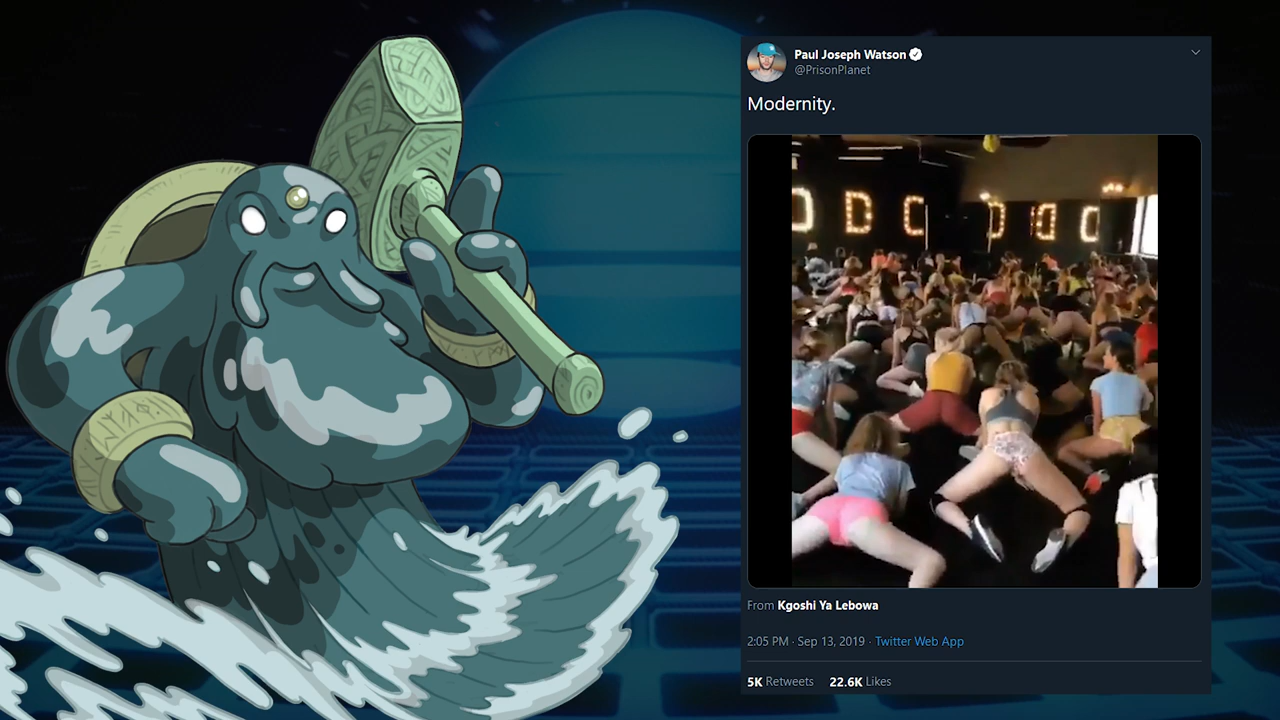 Paul Joseph Watson
@PrisonPlanet
Modernity.
From Kgoshi Ya Lebowa
2:05 PM · Sep 13, 2019 · Twitter Web App
5K Retweets 22.6K Likes